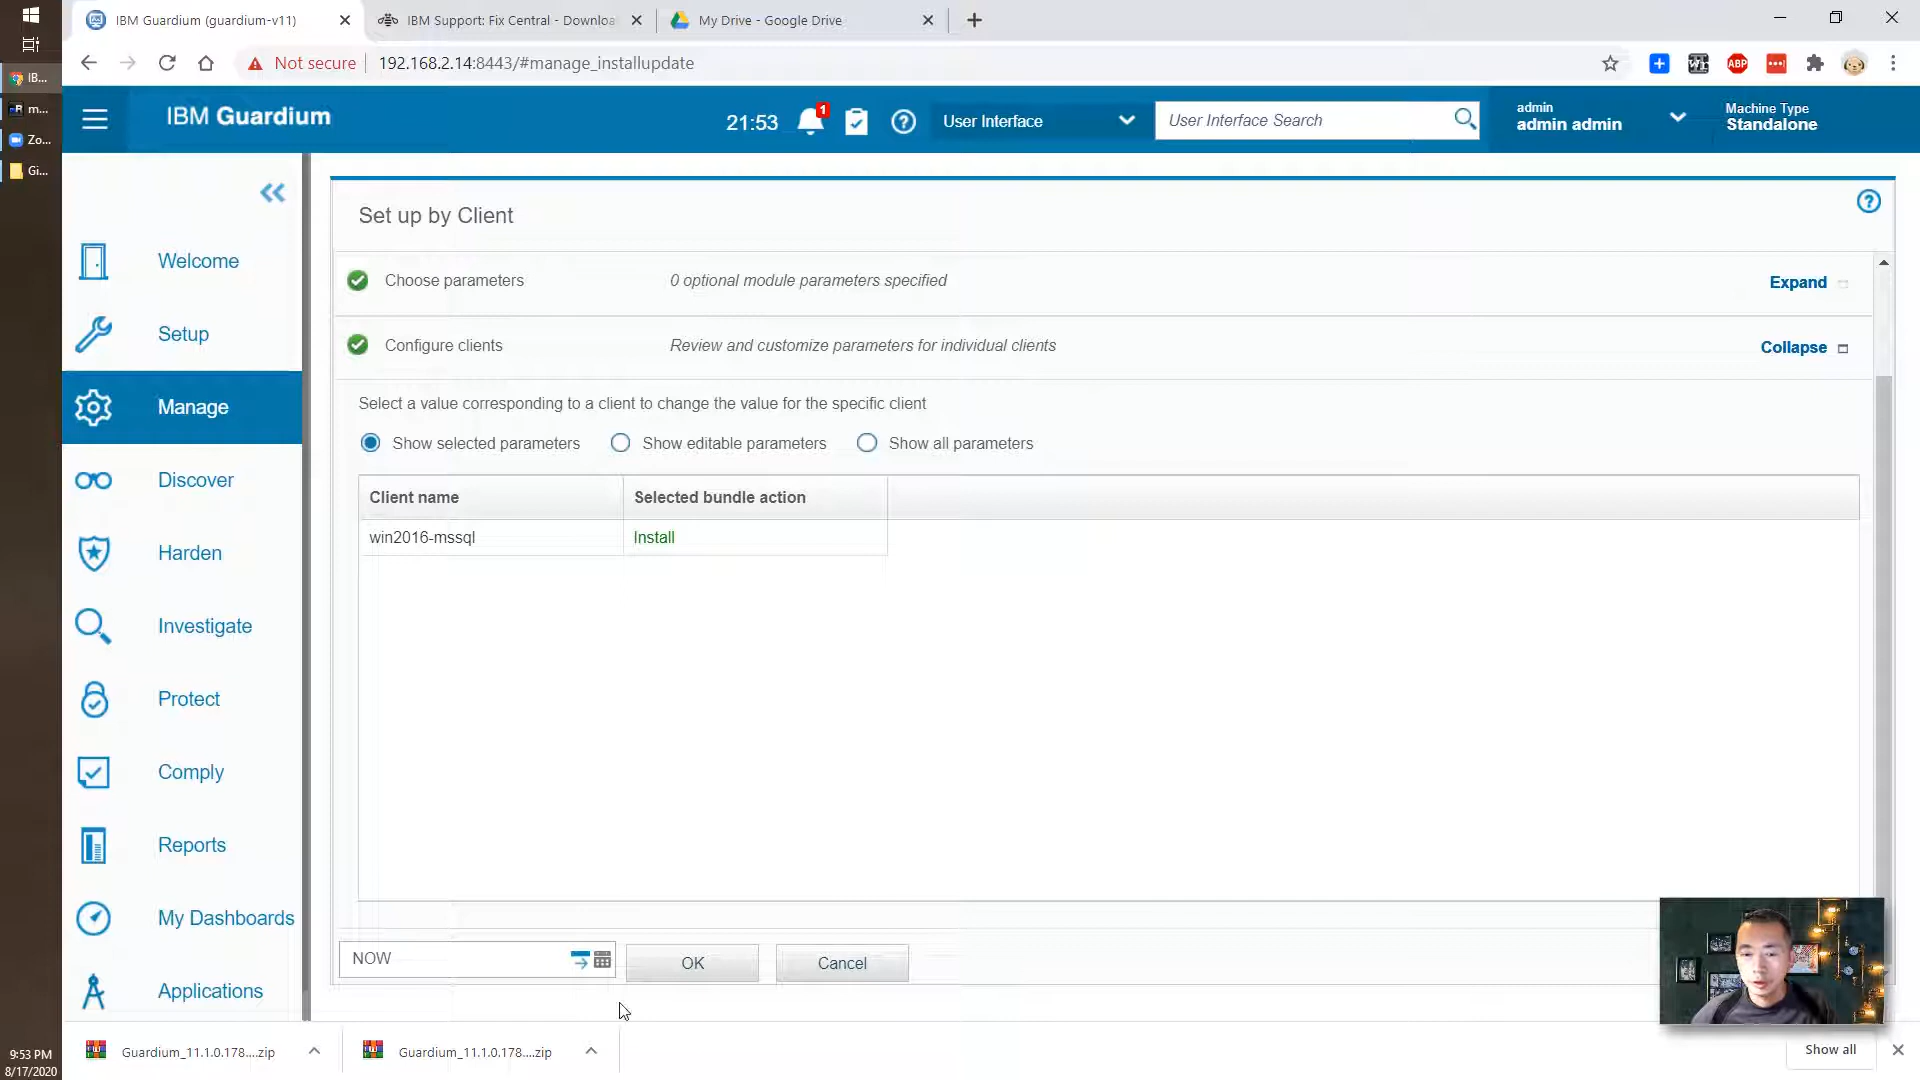 IBM Guardium (guardium-v11)
IBM Support: Fix Central - Downloa
My Drive - Google Drive
Not secure
192.168.2.14:8443/#manage_installupdate
ABP
IB...
m...
Zo...
Gi...
IBM Guardium
21:53
1
User Interface
User Interface Search
admin
admin admin
Machine Type
Standalone
Welcome
Setup
Manage
Discover
Harden
Investigate
Protect
Comply
Reports
My Dashboards
Applications
Set up by Client
Choose parameters
0 optional module parameters specified
Expand
Configure clients
Review and customize parameters for individual clients
Collapse
Select a value corresponding to a client to change the value for the specific client
Show selected parameters
Show editable parameters
Show all parameters
Client name
Selected bundle action
win2016-mssql
Install
NOW
OK
Cancel
Guardium_11.1.0.178....zip
Guardium_11.1.0.178....zip
Show all
9:53 PM
8/17/2020